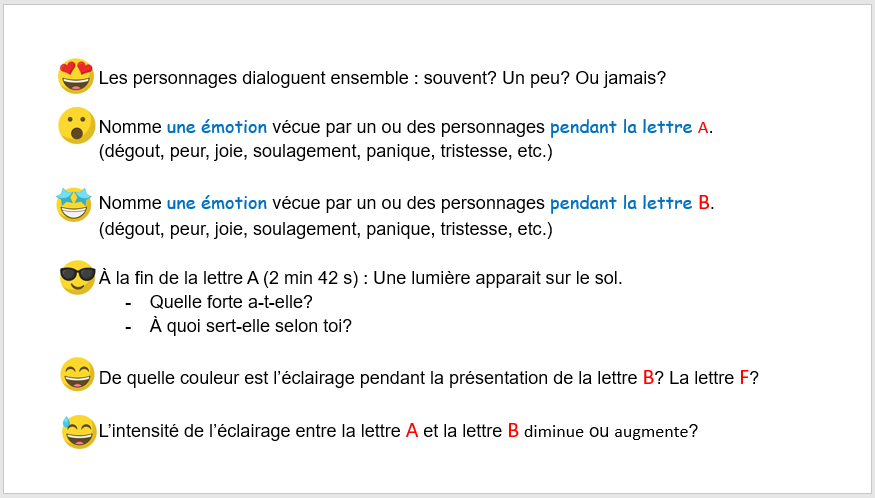 Les personnages dialoguent ensemble : souvent? Un peu? Ou jamais?
Nomme une émotion vécue par un ou des personnages pendant la lettre A.
(dégout, peur, joie, soulagement, panique, tristesse, etc.)
Nomme une émotion vécue par un ou des personnages pendant la lettre B.
(dégout, peur, joie, soulagement, panique, tristesse, etc.)
À la fin de la lettre A (2 min 42 s) : Une lumière apparait sur le sol.
- Quelle forte a-t-elle?
- À quoi sert-elle selon toi?
De quelle couleur est l'éclairage pendant la présentation de la lettre B? La lettre F?
L'intensité de l'éclairage entre la lettre A et la lettre B diminue ou augmente?